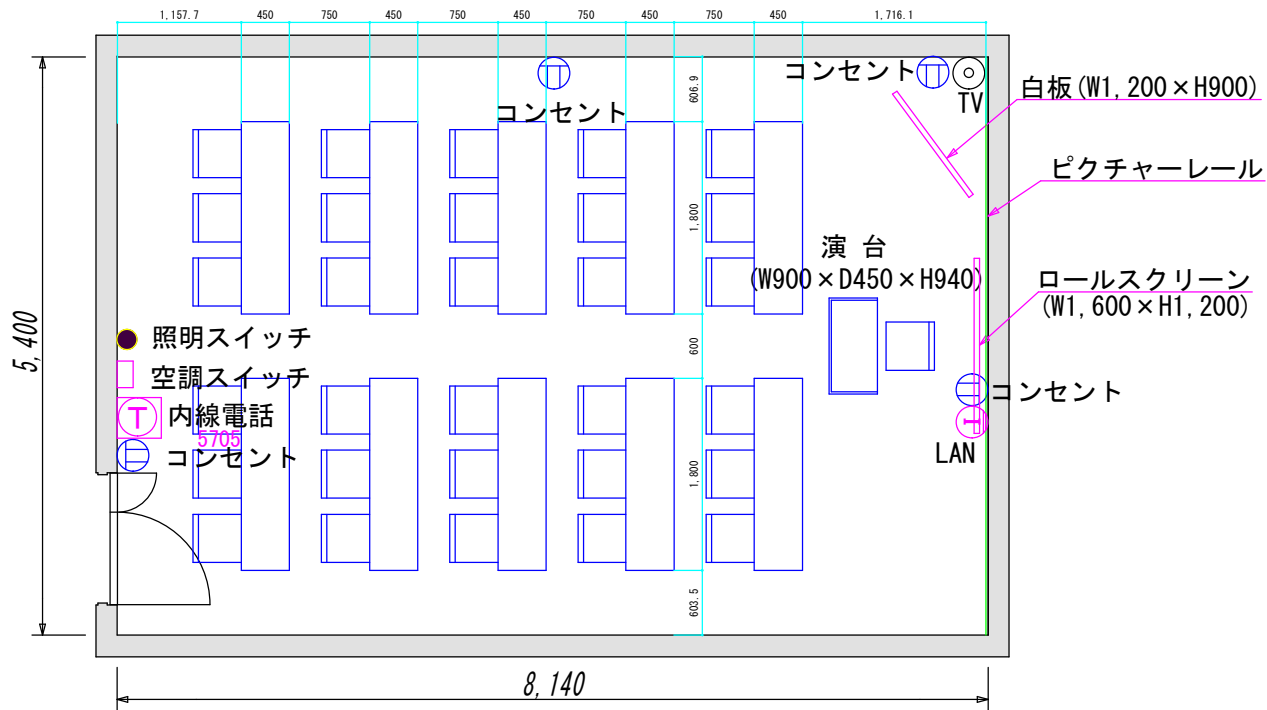 1,157.7 450 750 450 750 450 750 450 750 450 1,716.1
コンセント
TV
白板(W1,200×H900)
コンセント
606.9
ピクチャーレール
1,800
演 台
(W900×D450×H940)
ロールスクリーン
(W1,600×H1,200)
5,400
照明スイッチ
600
空調スイッチ
コンセント
内線電話
5705
コンセント
LAN
1,800
603.5
8,140